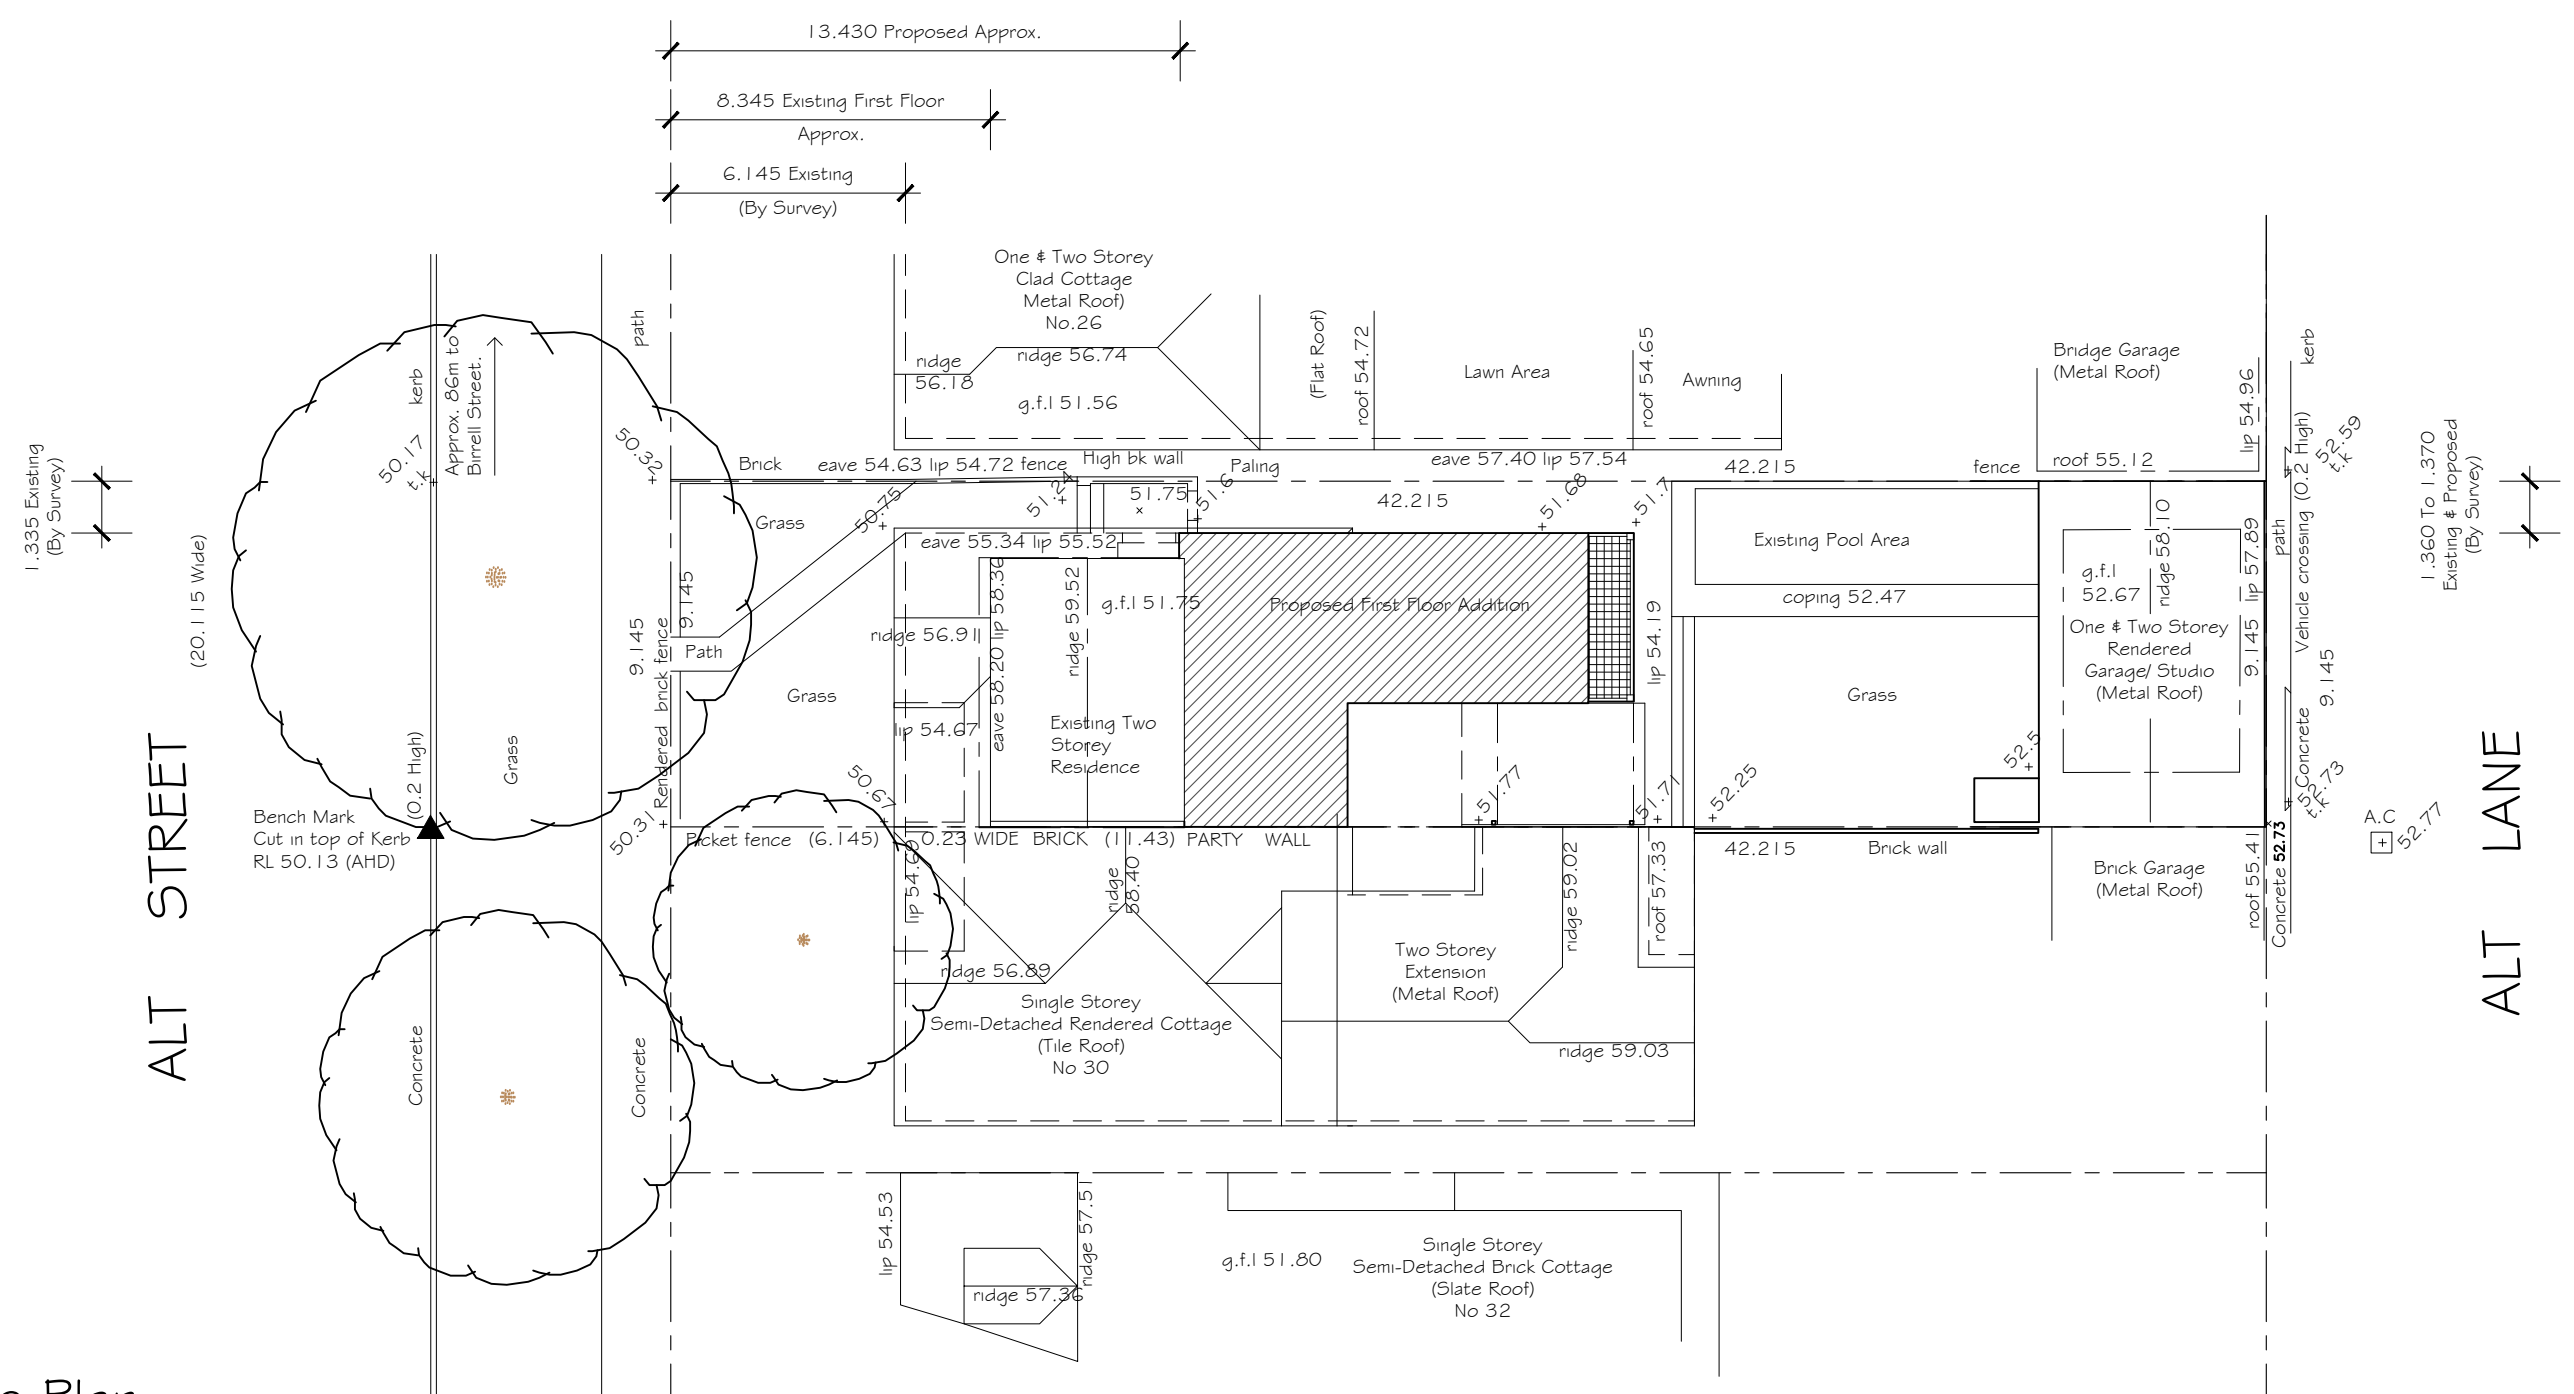 13.430 Proposed Approx.
8.345 Existing First Floor
Approx.
6.145 Existing
(By Survey)
One & Two Storey
Clad Cottage
Metal Roof)
No.26
ridge
56.18
ridge 56.74
g.f.l 51.56
(Flat Roof)
roof 54.72
Lawn Area
roof 54.65
Awning
Bridge Garage
(Metal Roof)
lip 54.96
kerb
path
kerb
Approx. 86m to
Birrell Street.
50.17
t.k
50.32
1.335 Existing
(By Survey)
Brick
eave 54.63 lip 54.72 fence
High bk wall
Paling
eave 57.40 lip 57.54
42.215
fence
roof 55.12
52.59
t.k
1.360 To 1.370
Existing & Proposed
(By Survey)
Grass
50.75
51.24
51.75
51.6
42.215
51.68
51.7
eave 55.34 lip 55.52
Existing Pool Area
coping 52.47
g.f.l
52.67
ridge 58.10
lip 57.89
path
Vehicle crossing (0.2 High)
(20.115 Wide)
9.145
9.145
Rendered brick fence
Path
Grass
ridge 56.91
lip 54.67
eave 58.20 lip 58.36
ridge 59.52
g.f.l 51.75
Proposed First Floor Addition
lip 54.19
Existing Two
Storey
Residence
Grass
One & Two Storey
Rendered
Garage/ Studio
(Metal Roof)
9.145
9.145
Concrete
52.5
ALT STREET
(0.2 High)
Grass
Bench Mark
Cut in top of Kerb
RL 50.13 (AHD)
50.31
50.67
51.77
51.71
52.25
52.73
t.k
A.C
52.77
ALT LANE
Picket fence (6.145)
0.23 WIDE BRICK (11.43) PARTY WALL
42.215
Brick wall
Brick Garage
(Metal Roof)
roof 55.41
Concrete 52.73
lip 54.69
ridge
58.40
ridge 59.02
roof 57.33
ridge 56.89
Two Storey
Extension
(Metal Roof)
ridge 59.03
Single Storey
Semi-Detached Rendered Cottage
(Tile Roof)
No 30
Concrete
Concrete
lip 54.53
ridge 57.51
ridge 57.36
g.f.l 51.80
Single Storey
Semi-Detached Brick Cottage
(Slate Roof)
No 32